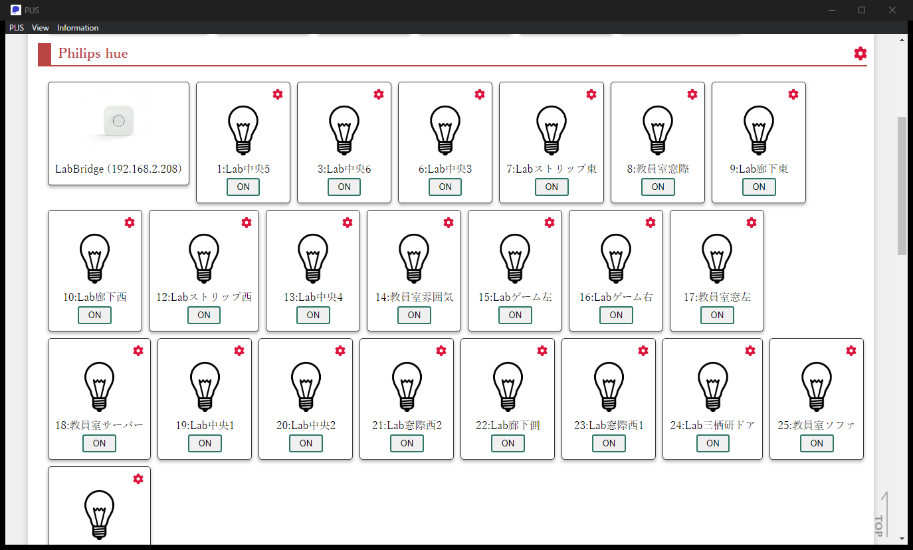 PLIS
PLIS View Information
Philips hue
LabBridge (192.168.2.208)
1:Lab中央5
ON
3:Lab中央6
ON
6:Lab中央3
ON
7:Labストリップ東
ON
8:教員室窓際
ON
9:Lab廊下東
ON
10:Lab廊下西
ON
12:Labストリップ西
ON
13:Lab中央4
ON
14:教員室雰囲気
ON
15:Labゲーム左
ON
16:Labゲーム右
ON
17:教員室窓左
ON
18:教員室サーバー
ON
19:Lab中央1
ON
20:Lab中央2
ON
21:Lab窓際西2
ON
22:Lab廊下側
ON
23:Lab窓際西1
ON
24:Lab三栖研ドア
ON
25:教員室ソファ
ON
TOP